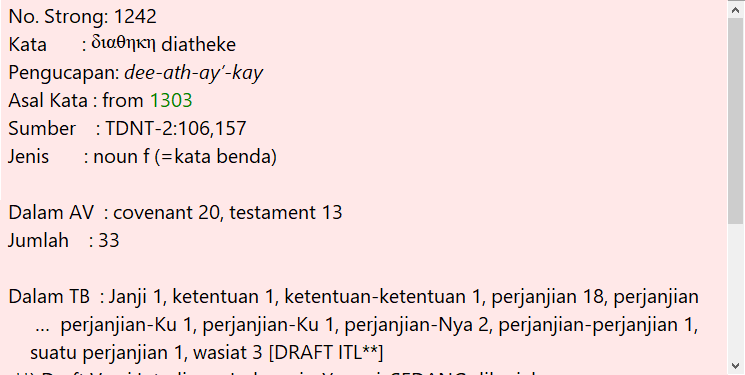 No. Strong: 1242
Kata : διαθηκη diatheke
Pengucapan: dee-ath-ay’-kay
Asal Kata : from 1303
Sumber : TDNT-2:106,157
Jenis : noun f (=kata benda)
Dalam AV : covenant 20, testament 13
Jumlah : 33
Dalam TB : Janji 1, ketentuan 1, ketentuan-ketentuan 1, perjanjian 18, perjanjian
... perjanjian-Ku 1, perjanjian-Ku 1, perjanjian-Nya 2, perjanjian-perjanjian 1,
suatu perjanjian 1, wasiat 3 [DRAFT ITL**]